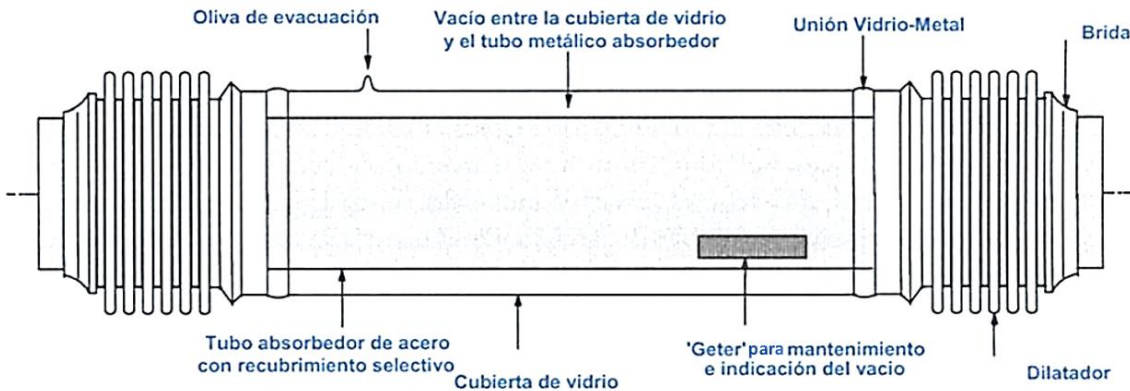 Oliva de evacuación
Vacío entre la cubierta de vidrio
y el tubo metálico absorbedor
Unión Vidrio-Metal
Brida
Tubo absorbedor de acero
con recubrimiento selectivo
Cubierta de vidrio
'Geter' para mantenimiento
e indicación del vacio
Dilatador